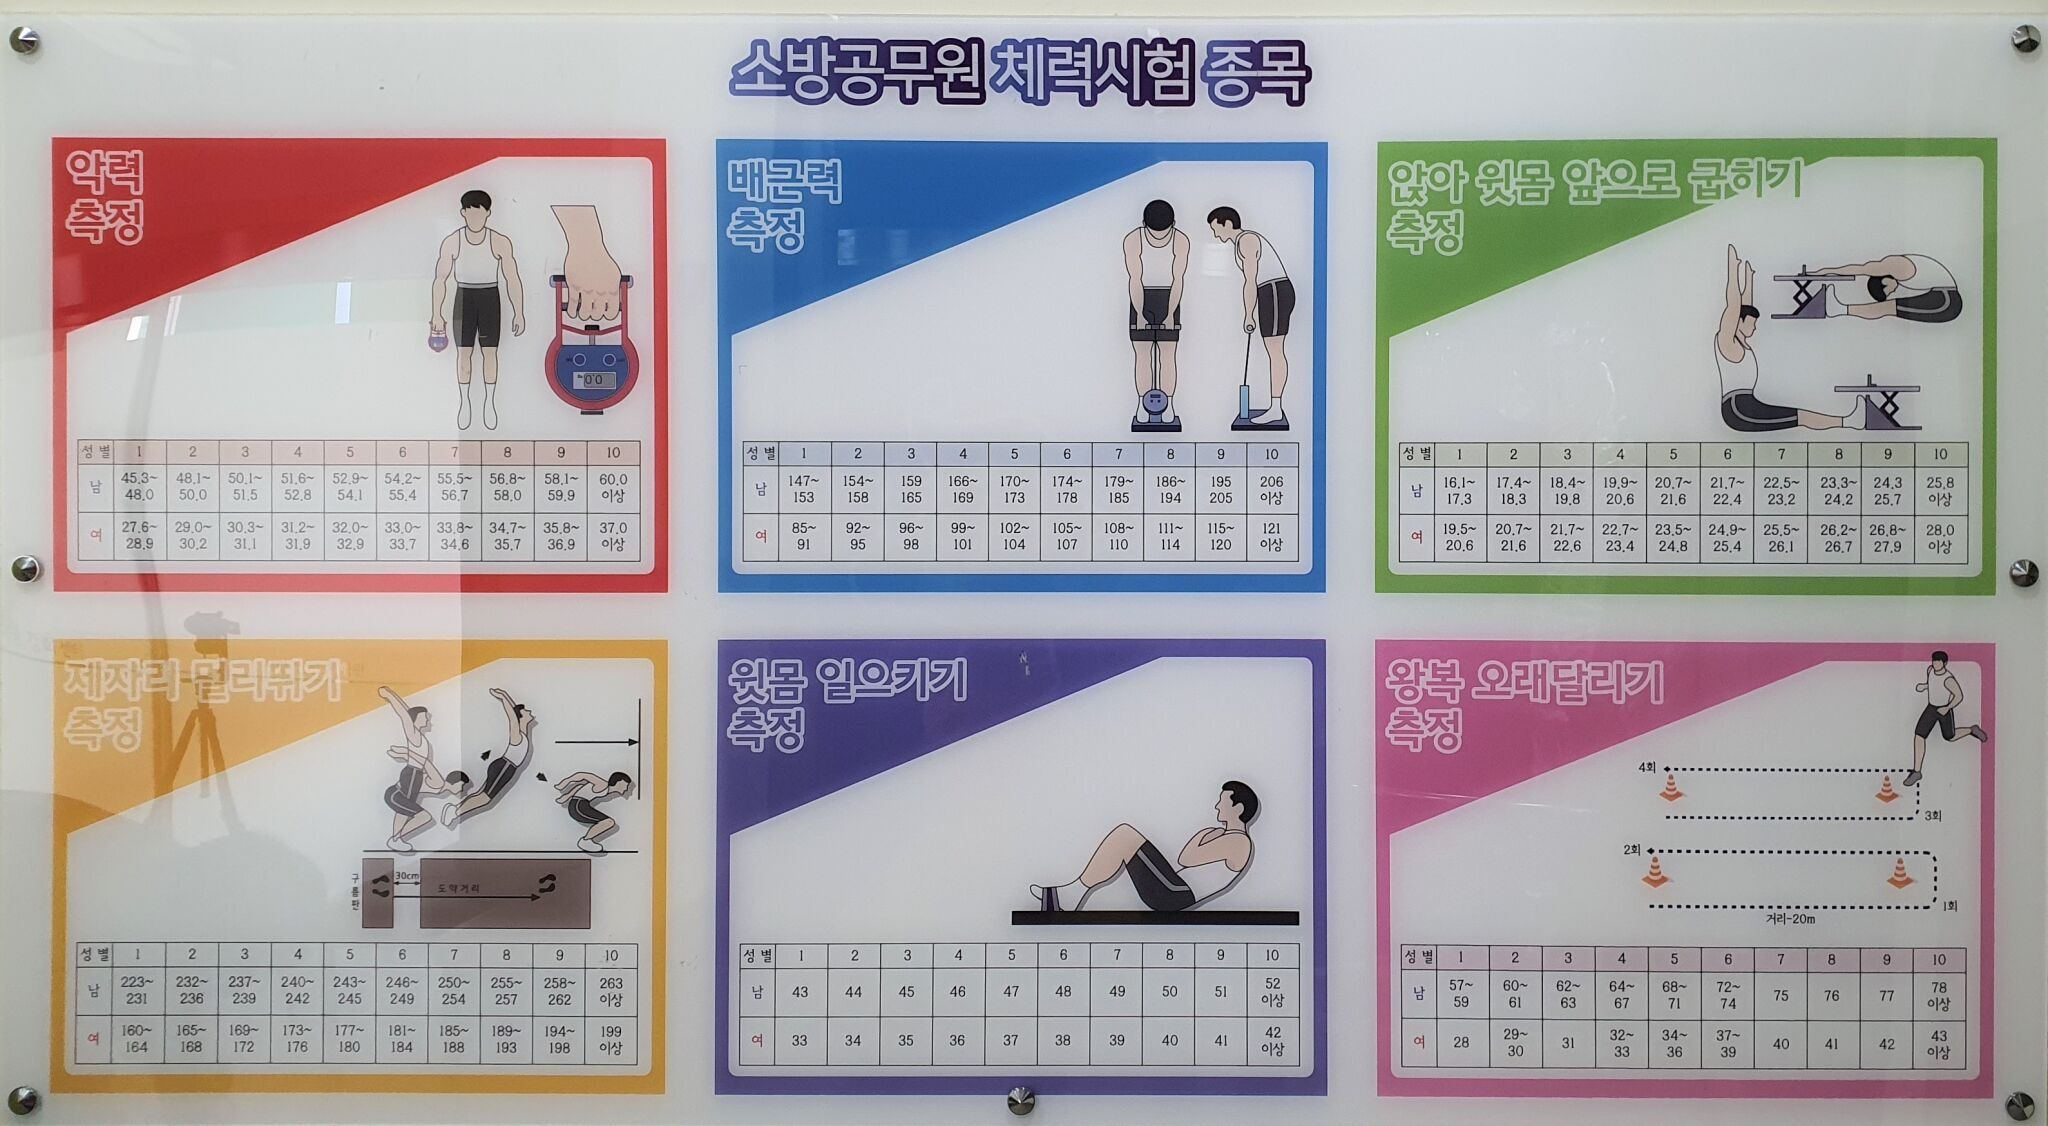 소방공무원 체력시험 종목
악력
측정
성별 1 2 3 4 5 6 7 8 9 10
남 45.3~48.0 48.1~50.0 50.1~51.5 51.6~52.8 52.9~54.1 54.2~55.4 55.5~56.7 56.8~58.0 58.1~59.9 60.0 이상
여 27.6~28.9 29.0~30.2 30.3~31.1 31.2~31.9 32.0~32.9 33.0~33.7 33.8~34.6 34.7~35.7 35.8~36.9 37.0 이상
배근력
측정
성별 1 2 3 4 5 6 7 8 9 10
남 147~153 154~158 159 165 166~169 170~173 174~178 179~185 186~194 195 205 206 이상
여 85~91 92~95 96~98 99~101 102~104 105~107 108~110 111~114 115~120 121 이상
앉아 윗몸 앞으로 굽히기
측정
성별 1 2 3 4 5 6 7 8 9 10
남 16.1~17.3 17.4~18.3 18.4~19.8 19.9~20.6 20.7~21.6 21.7~22.4 22.5~23.2 23.3~24.2 24.3 25.7 25.8 이상
여 19.5~20.6 20.7~21.6 21.7~22.6 22.7~23.4 23.5~24.8 24.9~25.4 25.5~26.1 26.2~26.7 26.8~27.9 28.0 이상
제자리 멀리뛰기
측정
구름판
30cm
도약거리
성별 1 2 3 4 5 6 7 8 9 10
남 223~231 232~236 237~239 240~242 243~245 246~249 250~254 255~257 258~262 263 이상
여 160~164 165~168 169~172 173~176 177~180 181~184 185~188 189~193 194~198 199 이상
윗몸 일으키기
측정
성별 1 2 3 4 5 6 7 8 9 10
남 43 44 45 46 47 48 49 50 51 52 이상
여 33 34 35 36 37 38 39 40 41 42 이상
왕복 오래달리기
측정
4회
3회
2회
1회
거리-20m
성별 1 2 3 4 5 6 7 8 9 10
남 57~59 60~61 62~63 64~67 68~71 72~74 75 76 77 78 이상
여 28 29~30 31 32~33 34~36 37~39 40 41 42 43 이상